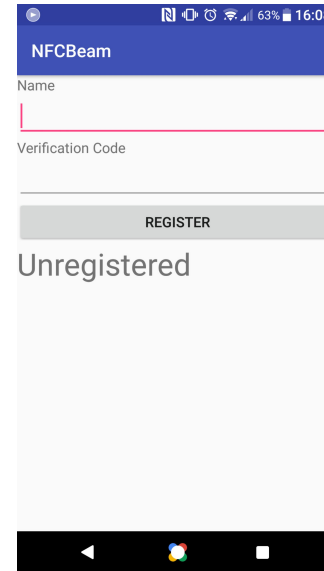 63% 16:0
NFCBeam
Name
Verification Code
REGISTER
Unregistered